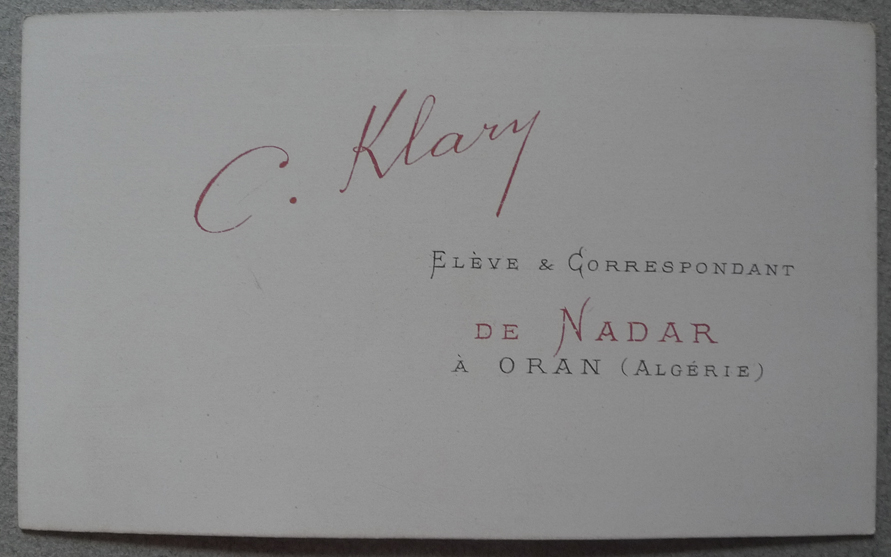 C. Klary
ELÈVE & CORRESPONDANT
DE NADAR
À ORAN (ALGÉRIE)